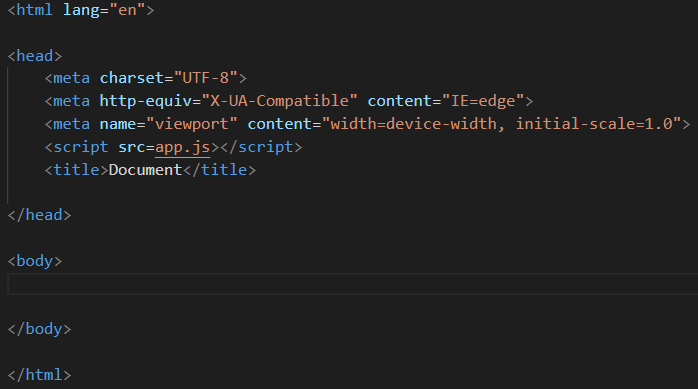 <html lang="en">
<head>
<meta charset="UTF-8">
<meta http-equiv="X-UA-Compatible" content="IE=edge">
<meta name="viewport" content="width=device-width, initial-scale=1.0">
<script src=app.js></script>
<title>Document</title>
</head>
<body>
</body>
</html>